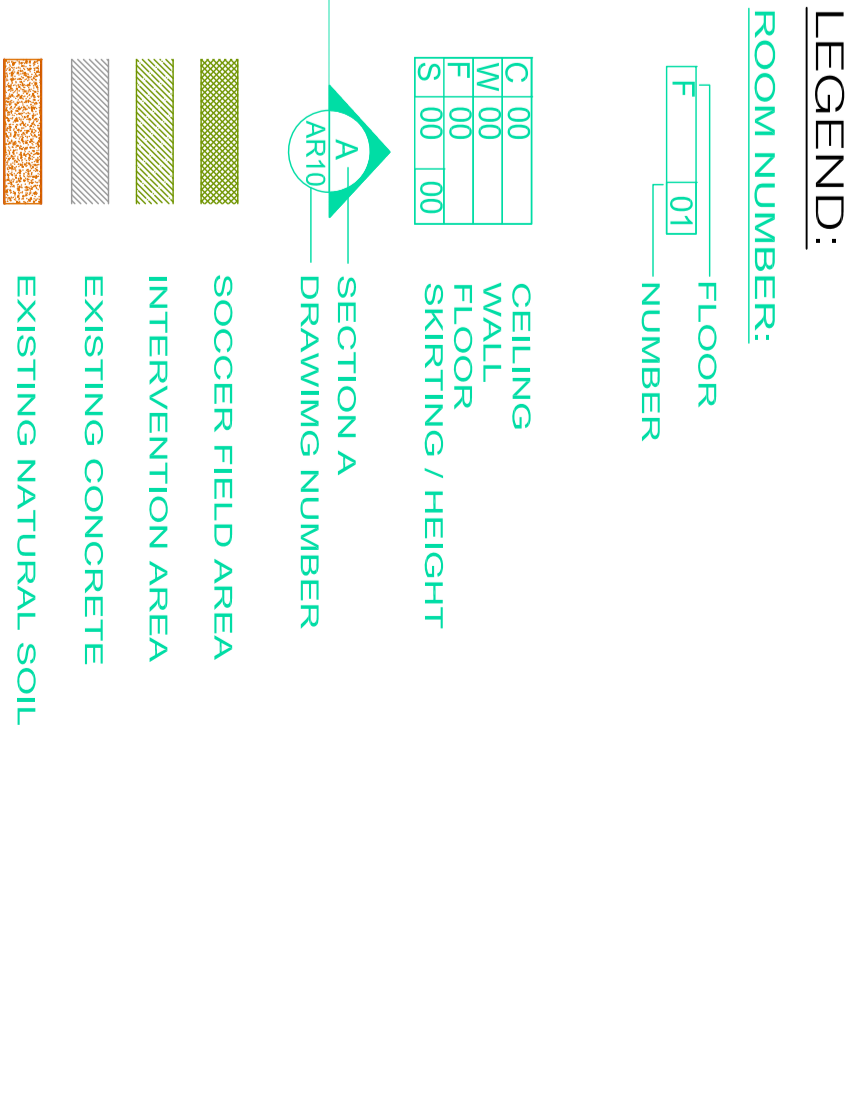 LEGEND:
ROOM NUMBER:
F 01
FLOOR
NUMBER
C 00
W 00
F 00
S 00 00
CEILING
WALL
FLOOR
SKIRTING / HEIGHT
A
AR10
SECTION A
DRAWIMG NUMBER
SOCCER FIELD AREA
INTERVENTION AREA
EXISTING CONCRETE
EXISTING NATURAL SOIL